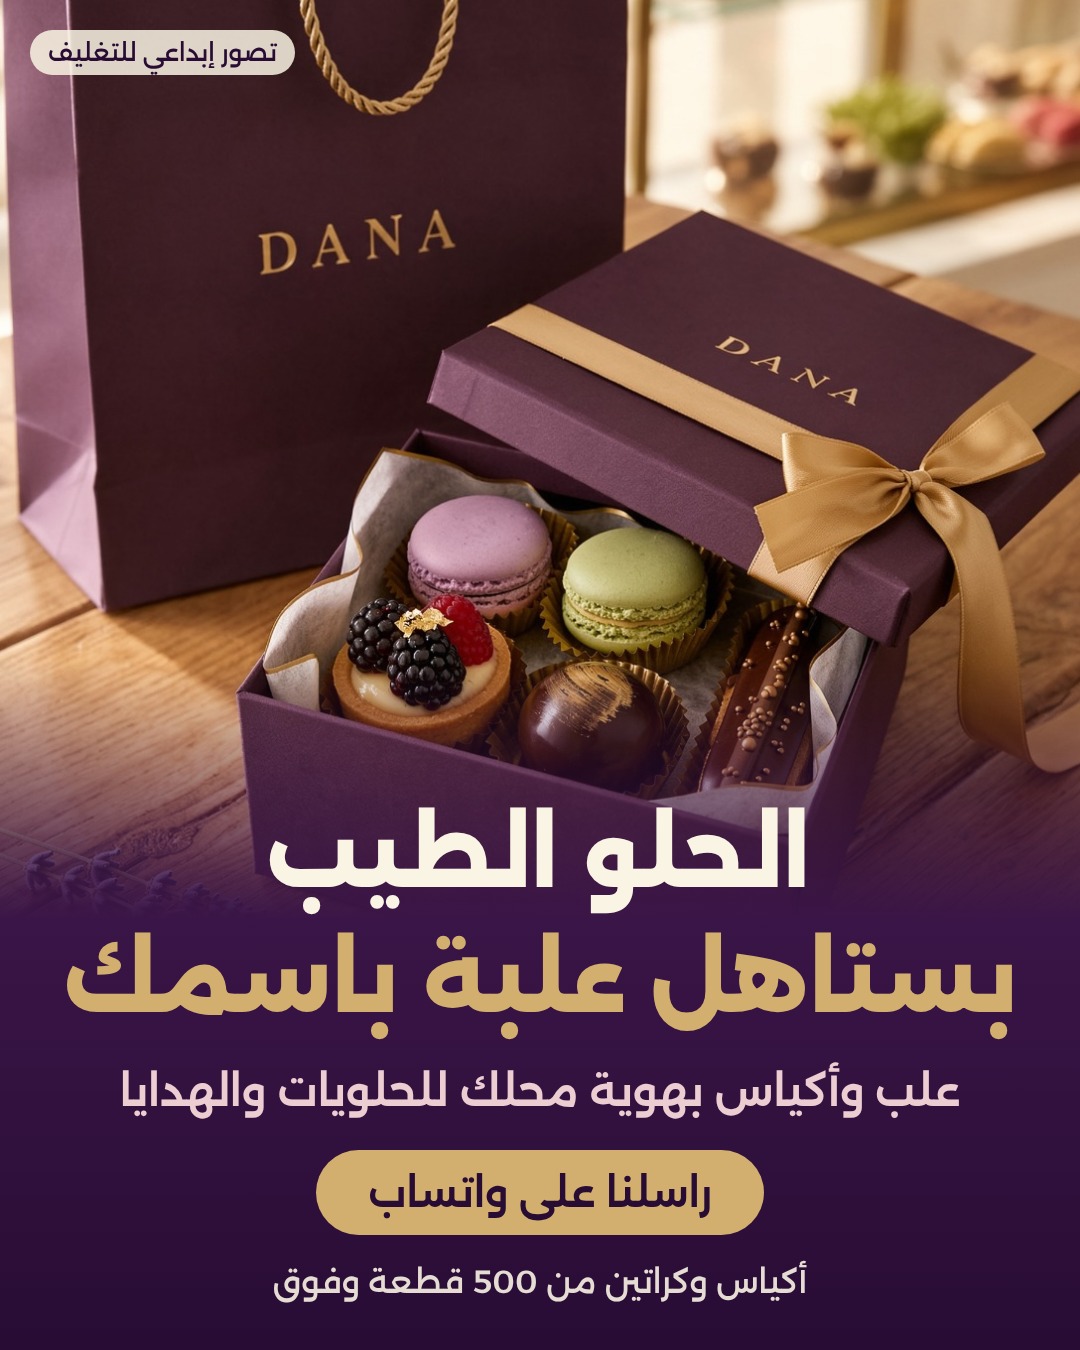 تصور إبداعي للتغليف
DANA
DANA
الحلو الطيب
بستاهل علبة باسمك
علب وأكياس بهوية محلك للحلويات والهدايا
راسلنا على واتساب
أكياس وكراتين من 500 قطعة وفوق